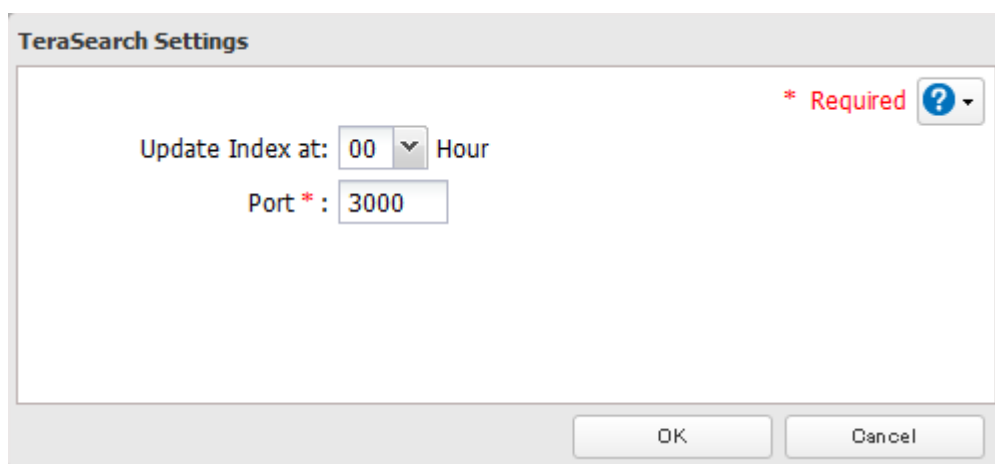 TeraSearch Settings
* Required ?
Update Index at: 00 Hour
Port * : 3000
OK Cancel